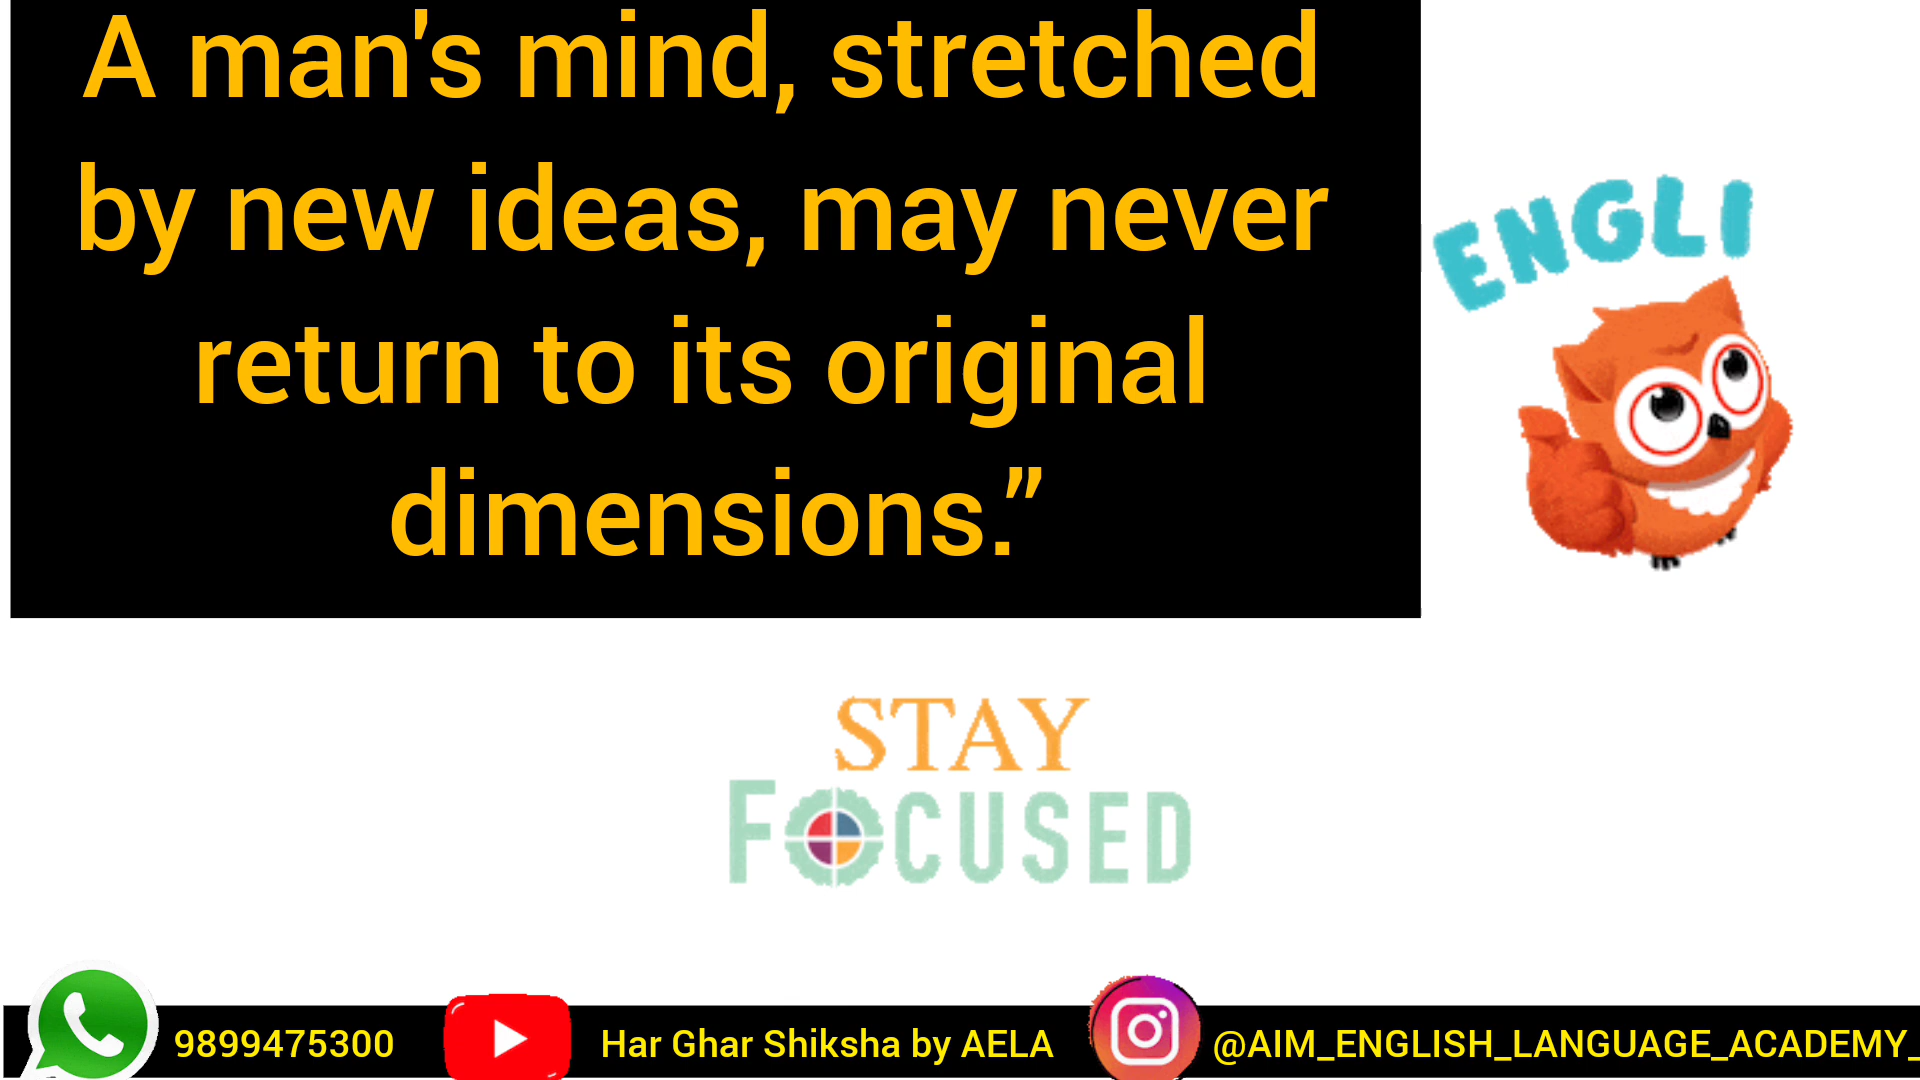 A man's mind, stretched
by new ideas, may never
return to its original
dimensions.”
ENGLI
STAY
FOCUSED
9899475300
Har Ghar Shiksha by AELA
@AIM_ENGLISH_LANGUAGE_ACADEMY_